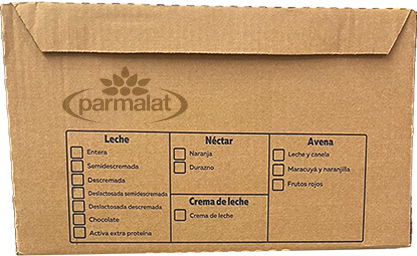 parmalat
Leche
Entera
Semidescremada
Descremada
Deslactosada semidescremada
Deslactosada descremada
Chocolate
Activa extra proteína
Néctar
Naranja
Durazno
Crema de leche
Crema de leche
Avena
Leche y canela
Maracuyá y naranjilla
Frutos rojos